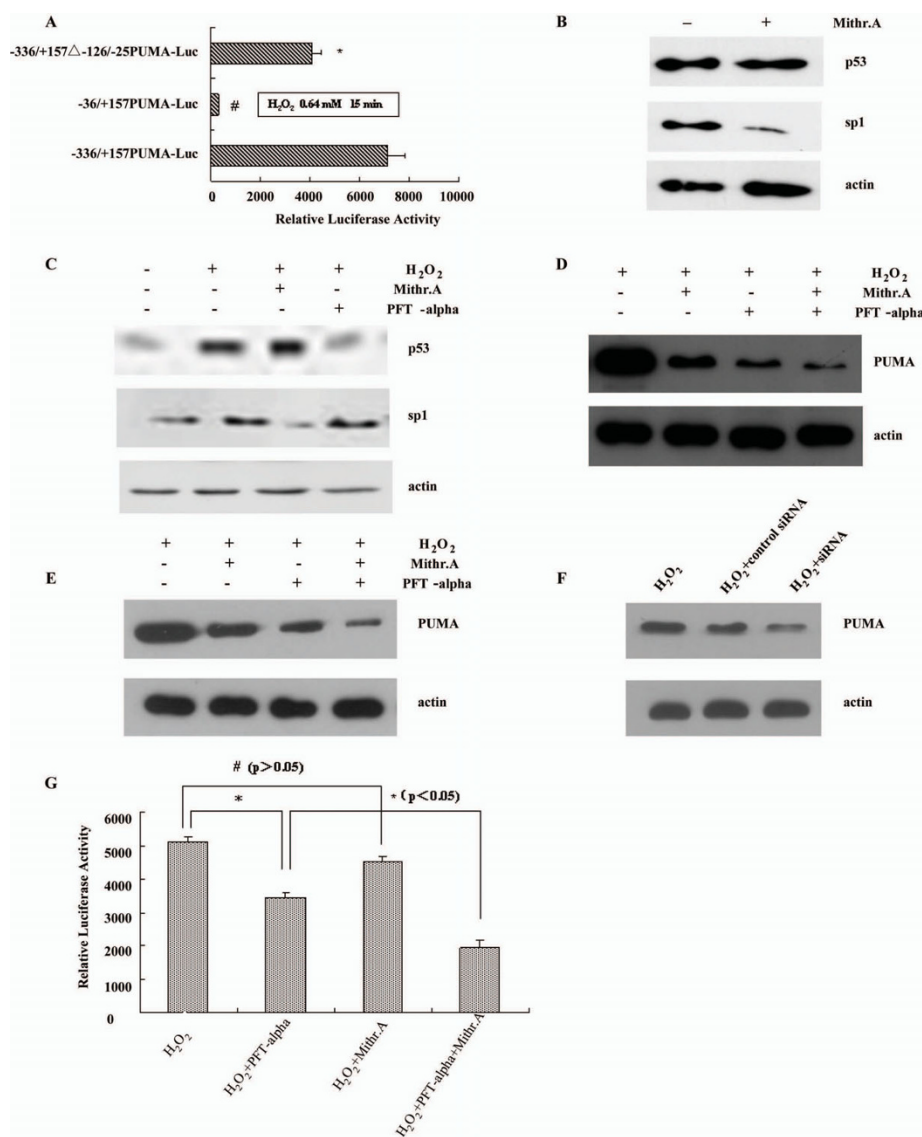 A
-336/+157△-126/-25PUMA-Luc
*
-36/+157PUMA-Luc
#
H2O2 0.64 mM 15 min
-336/+157PUMA-Luc
0 2000 4000 6000 8000 10000
Relative Luciferase Activity
B
– + Mithr.A
p53
sp1
actin
C
- + + + H2O2
- - + - Mithr.A
- - - + PFT -alpha
p53
sp1
actin
D
+ + + + H2O2
- + - + Mithr.A
- - + + PFT -alpha
PUMA
actin
E
+ + + + H2O2
- + - + Mithr.A
- - + + PFT -alpha
PUMA
actin
F
H2O2
H2O2+control siRNA
H2O2+siRNA
PUMA
actin
G
# (p>0.05)
*
* (p<0.05)
Relative Luciferase Activity
6000
5000
4000
3000
2000
1000
0
H2O2
H2O2+PFT-alpha
H2O2+Mithr.A
H2O2+PFT-alpha+Mithr.A